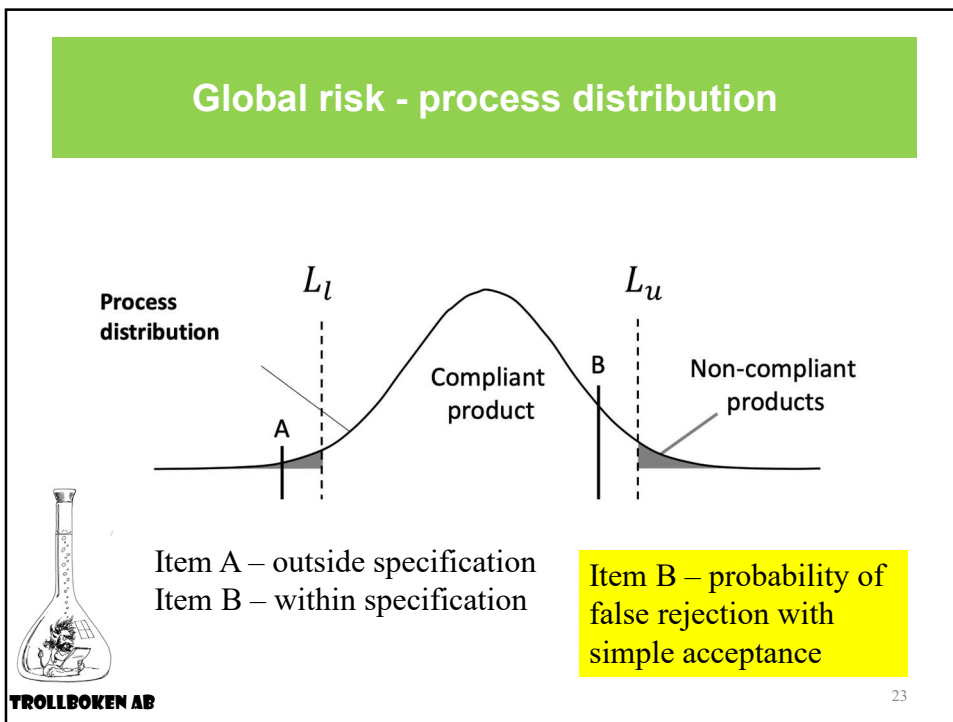 Global risk - process distribution
Process
distribution
L_l
L_u
A
Compliant
product
B
Non-compliant
products
Item A – outside specification
Item B – within specification
Item B – probability of
false rejection with
simple acceptance
TROLLBOKEN AB
23